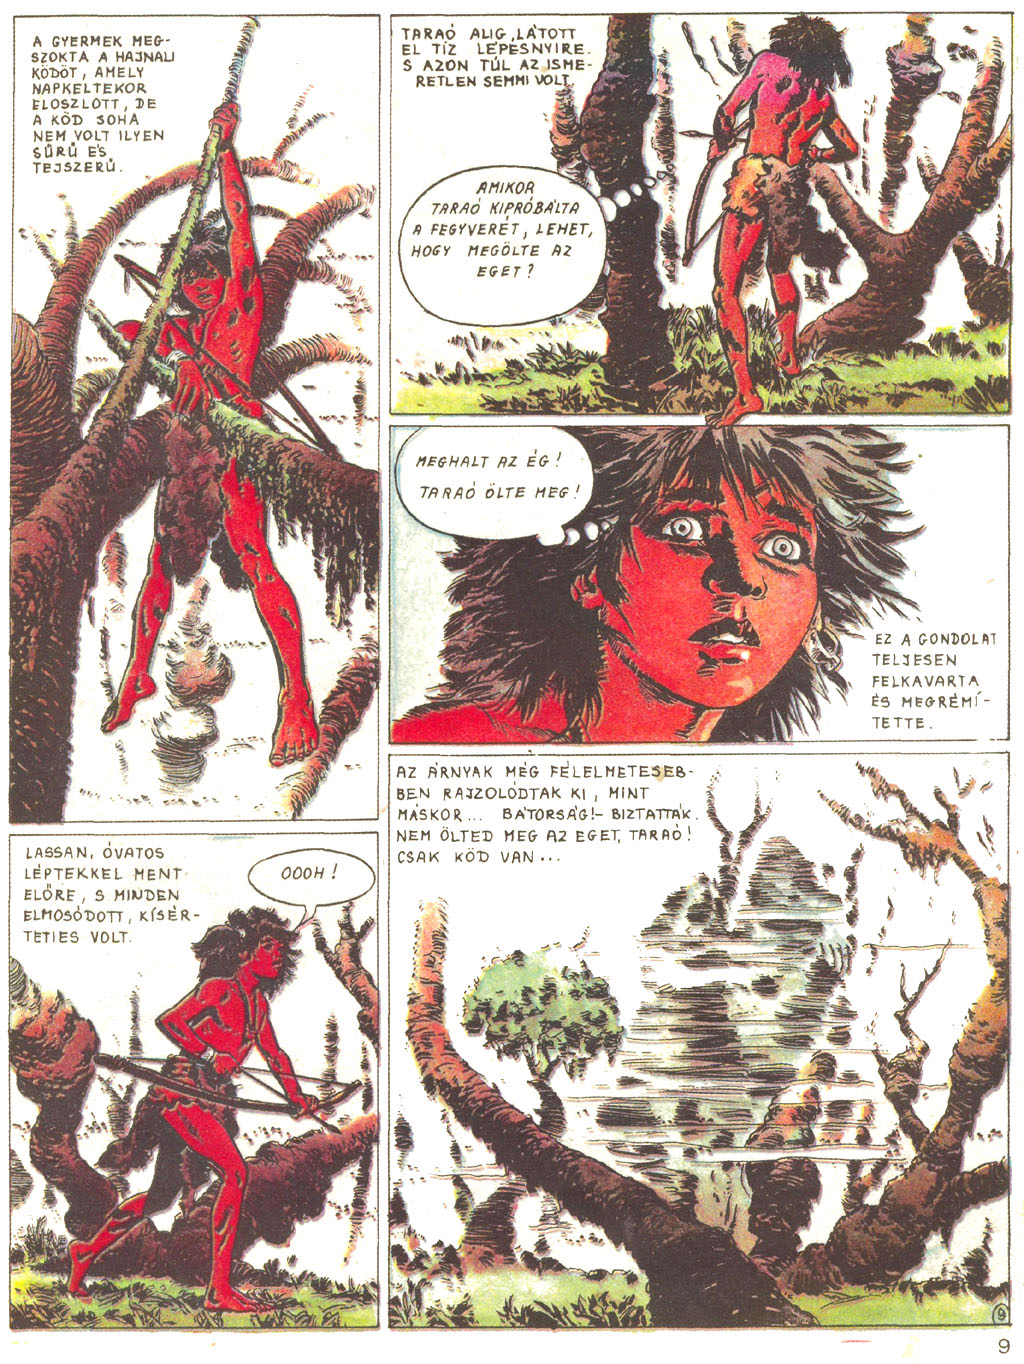 A GYERMEK MEG-
SZOKTA A HAJNALI
KÖDÖT, AMELY
NAPKELTEKOR
ELOSZLOTT, DE
A KÖD SOHA
NEM VOLT ILYEN
SŰRŰ ÉS
TEJSZERŰ.
TARAÓ ALIG LÁTOTT
EL TÍZ LÉPÉSNYIRE.
S AZON TÚL AZ ISME-
RETLEN SEMMI VOLT.
AMIKOR
TARAÓ KIPRÓBÁLTA
A FEGYVERÉT, LEHET,
HOGY MEGÖLTE AZ
EGET?
MEGHALT AZ ÉG!
TARAÓ ÖLTE MEG!
EZ A GONDOLAT
TELJESEN
FELKAVARTA
ÉS MEGRÉMÍ-
TETTE.
LASSAN, ÓVATOS
LÉPTEKKEL MENT
ELŐRE, S MINDEN
ELMOSÓDOTT, KÍSÉR-
TETIES VOLT.
OOOH!
AZ ÁRNYAK MÉG FÉLELMETESEB-
BEN RAJZOLÓDTAK KI, MINT
MÁSKOR... BÁTORSÁG!- BIZTATTÁK.
NEM ÖLTED MEG AZ EGET, TARAÓ!
CSAK KÖD VAN...
9
9